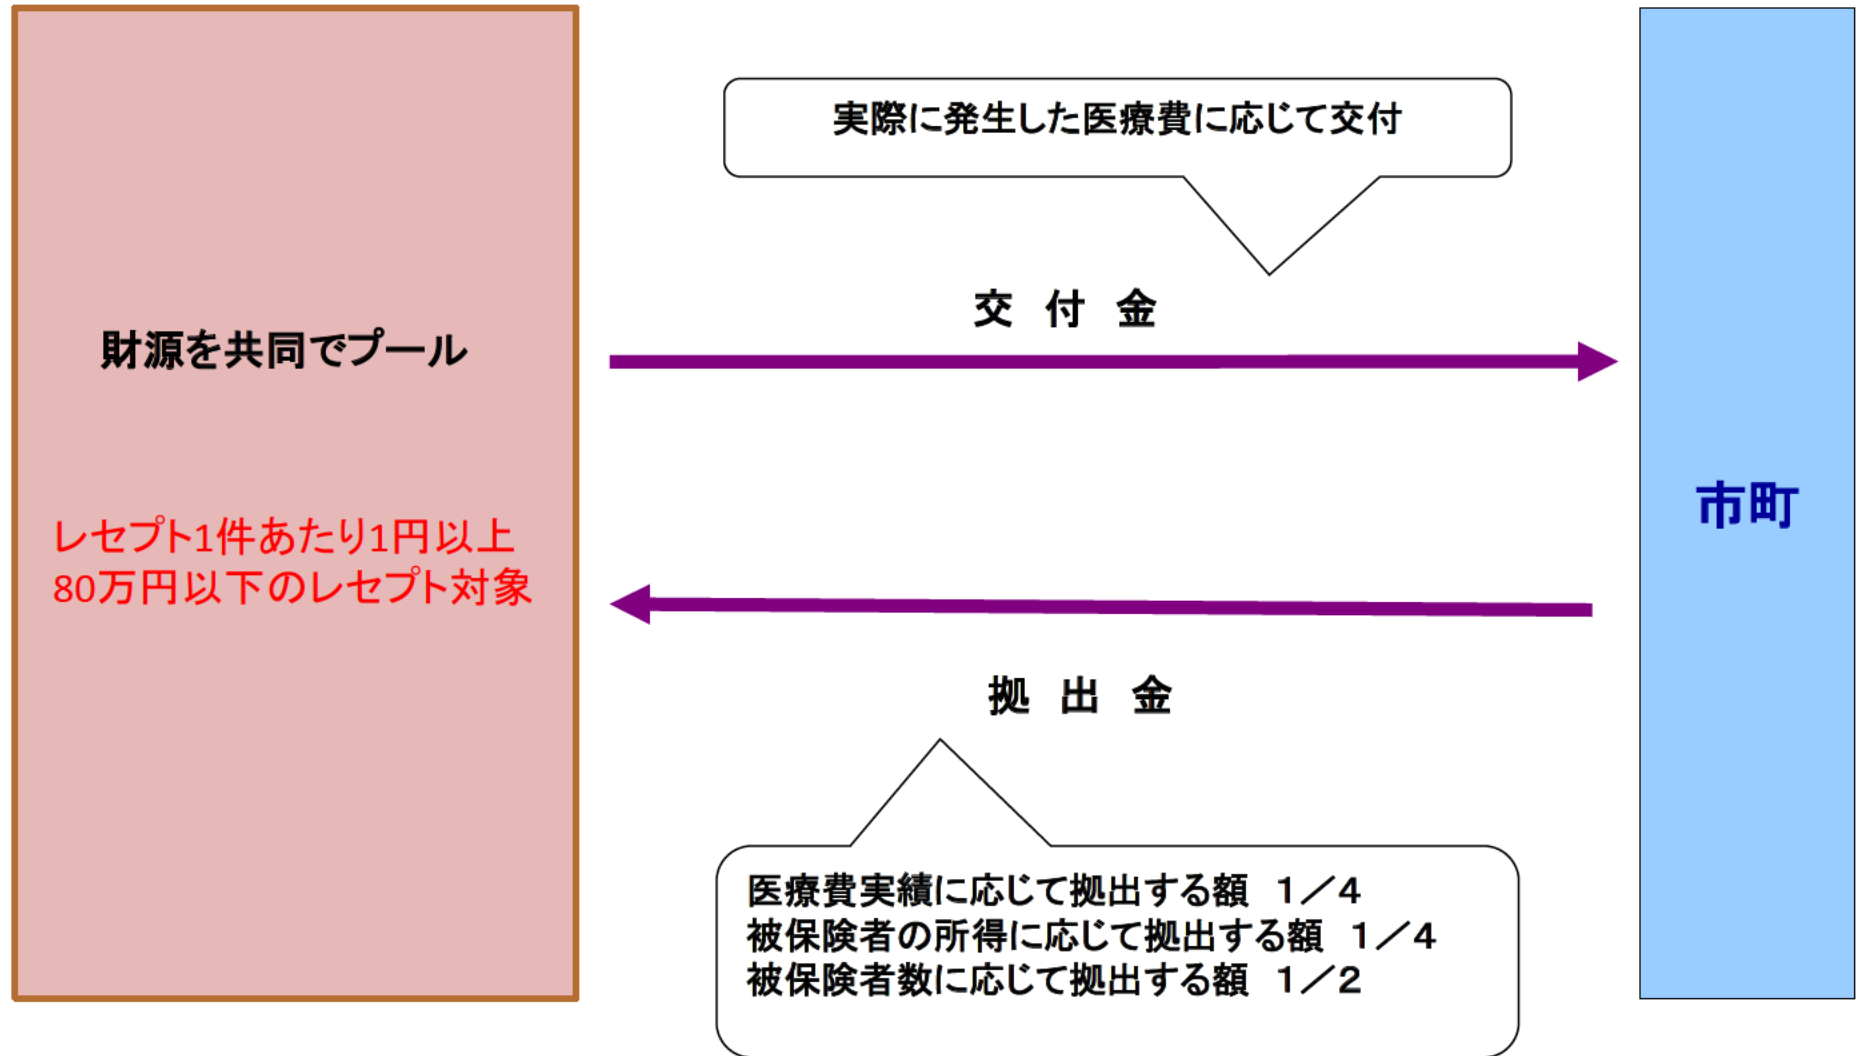 実際に発生した医療費に応じて交付
交 付 金
財源を共同でプール
レセプト1件あたり1円以上
80万円以下のレセプト対象
市町
拠 出 金
医療費実績に応じて拠出する額 1/4
被保険者の所得に応じて拠出する額 1/4
被保険者数に応じて拠出する額 1/2